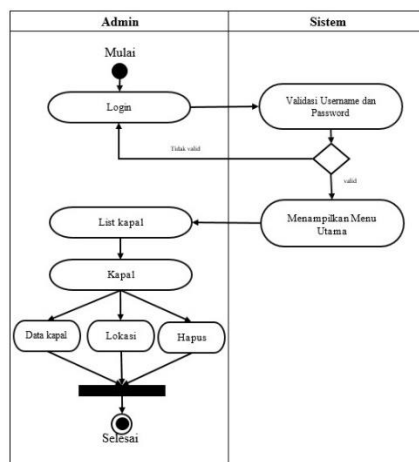 Admin
Sistem
Mulai
Login
Validasi Username dan
Password
Tidak valid
valid
List kapal
Menampilkan Menu
Utama
Kapal
Data kapal
Lokasi
Hapus
Selesai